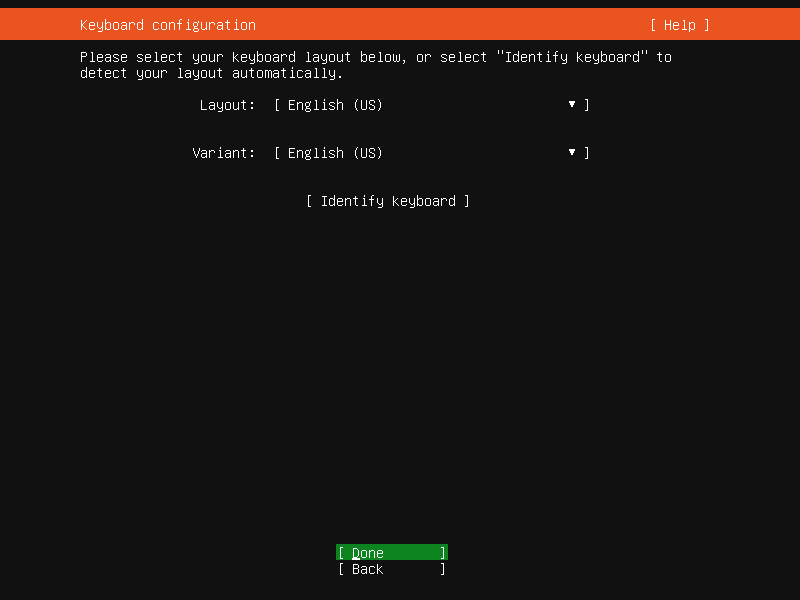 Keyboard configuration [ Help ]
Please select your keyboard layout below, or select "Identify keyboard" to
detect your layout automatically.
Layout: [ English (US) ▾ ]
Variant: [ English (US) ▾ ]
[ Identify keyboard ]
[ Done ]
[ Back ]